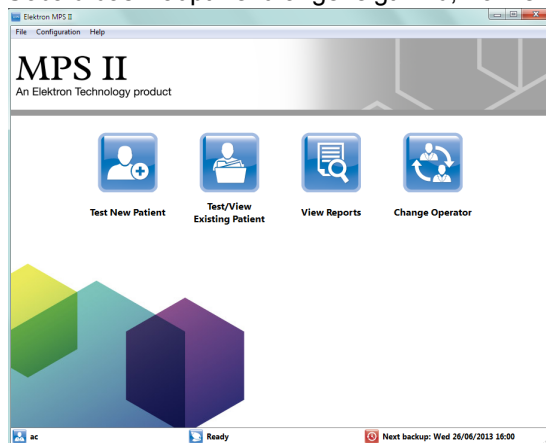 Elektron MPS II
File Configuration Help
MPS II
An Elektron Technology product
Test New Patient
Test/View
Existing Patient
View Reports
Change Operator
ac
Ready
Next backup: Wed 26/06/2013 16:00